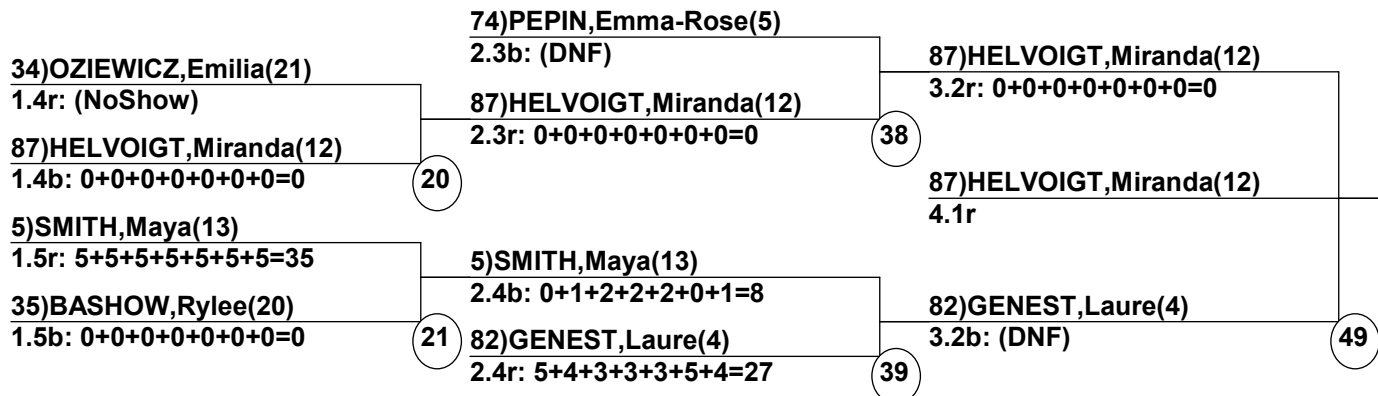 74)PEPIN,Emma-Rose(5)
2.3b: (DNF)
34)OZIEWICZ,Emilia(21)
1.4r: (NoShow)
87)HELVOIGT,Miranda(12)
3.2r: 0+0+0+0+0+0+0=0
87)HELVOIGT,Miranda(12)
2.3r: 0+0+0+0+0+0+0=0
38
87)HELVOIGT,Miranda(12)
1.4b: 0+0+0+0+0+0+0=0
20
87)HELVOIGT,Miranda(12)
4.1r
5)SMITH,Maya(13)
1.5r: 5+5+5+5+5+5+5=35
5)SMITH,Maya(13)
2.4b: 0+1+2+2+2+0+1=8
35)BASHOW,Rylee(20)
1.5b: 0+0+0+0+0+0+0=0
21
82)GENEST,Laure(4)
3.2b: (DNF)
49
82)GENEST,Laure(4)
2.4r: 5+4+3+3+3+5+4=27
39